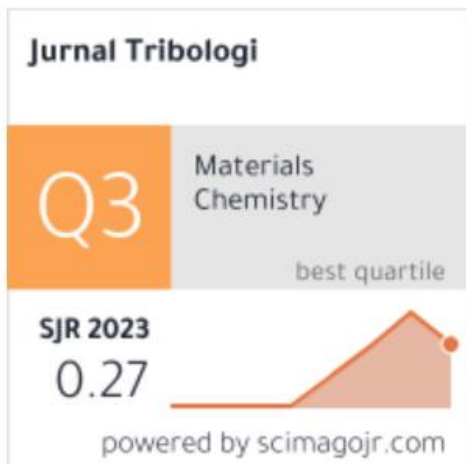 Jurnal Tribologi
Q3
Materials
Chemistry
best quartile
SJR 2023
0.27
powered by scimagojr.com